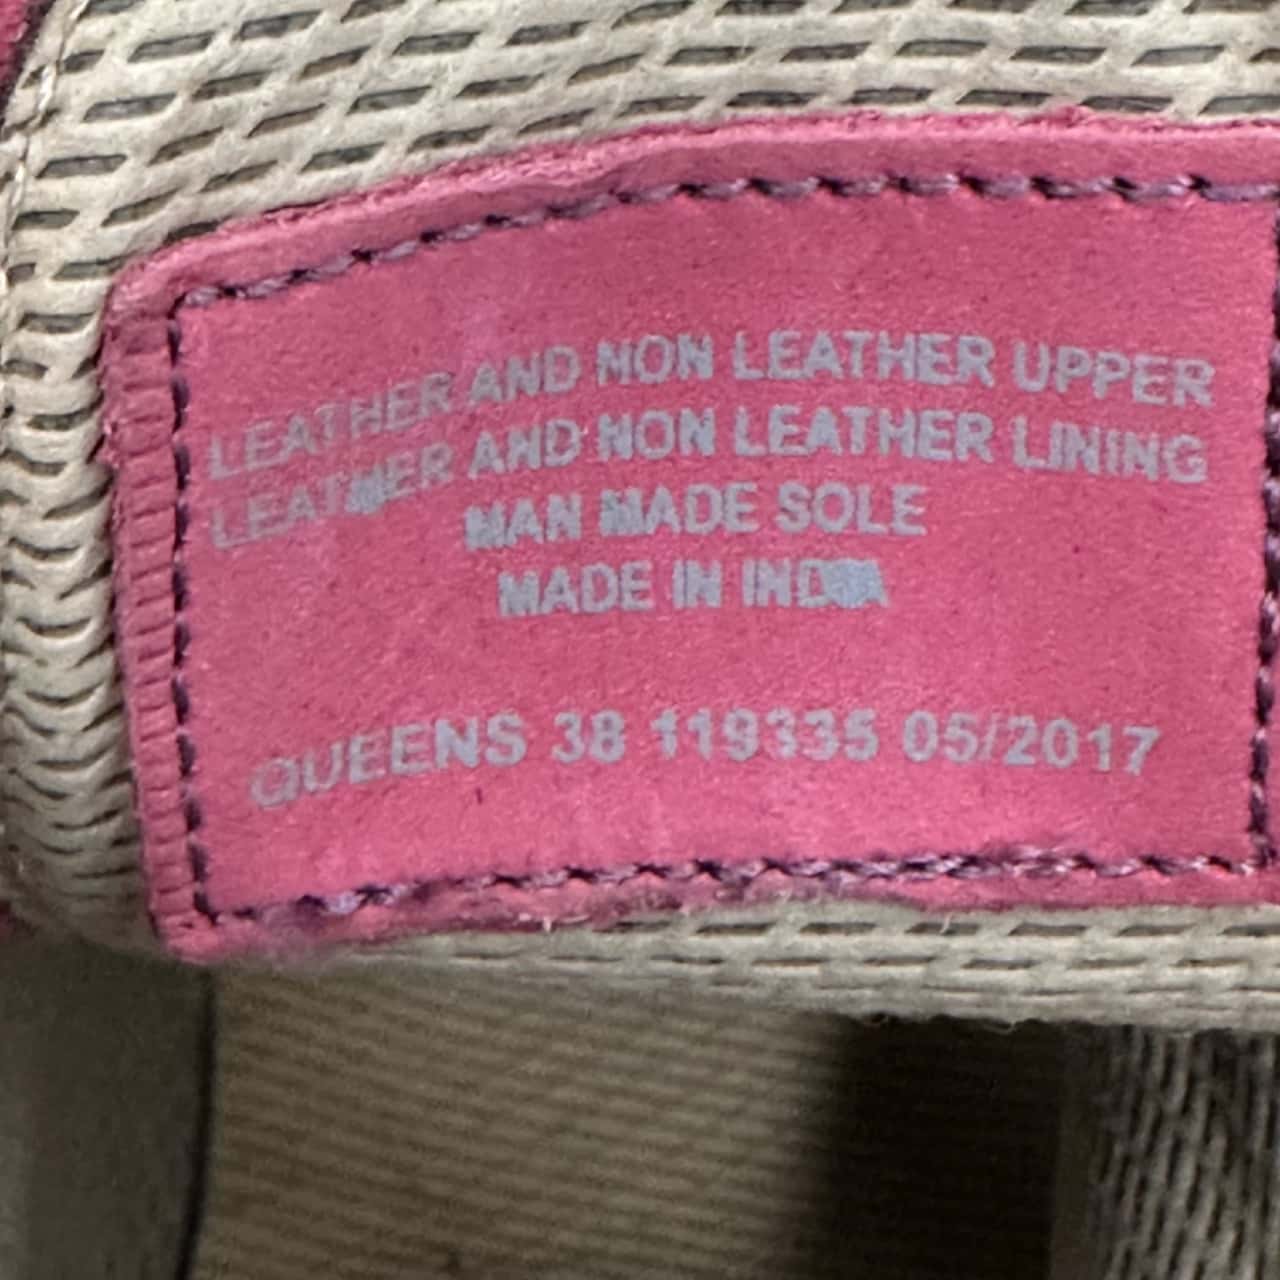 LEATHER AND NON LEATHER UPPER
LEATHER AND NON LEATHER LINING
MAN MADE SOLE
MADE IN INDIA
QUEENS 38 119335 05/2017